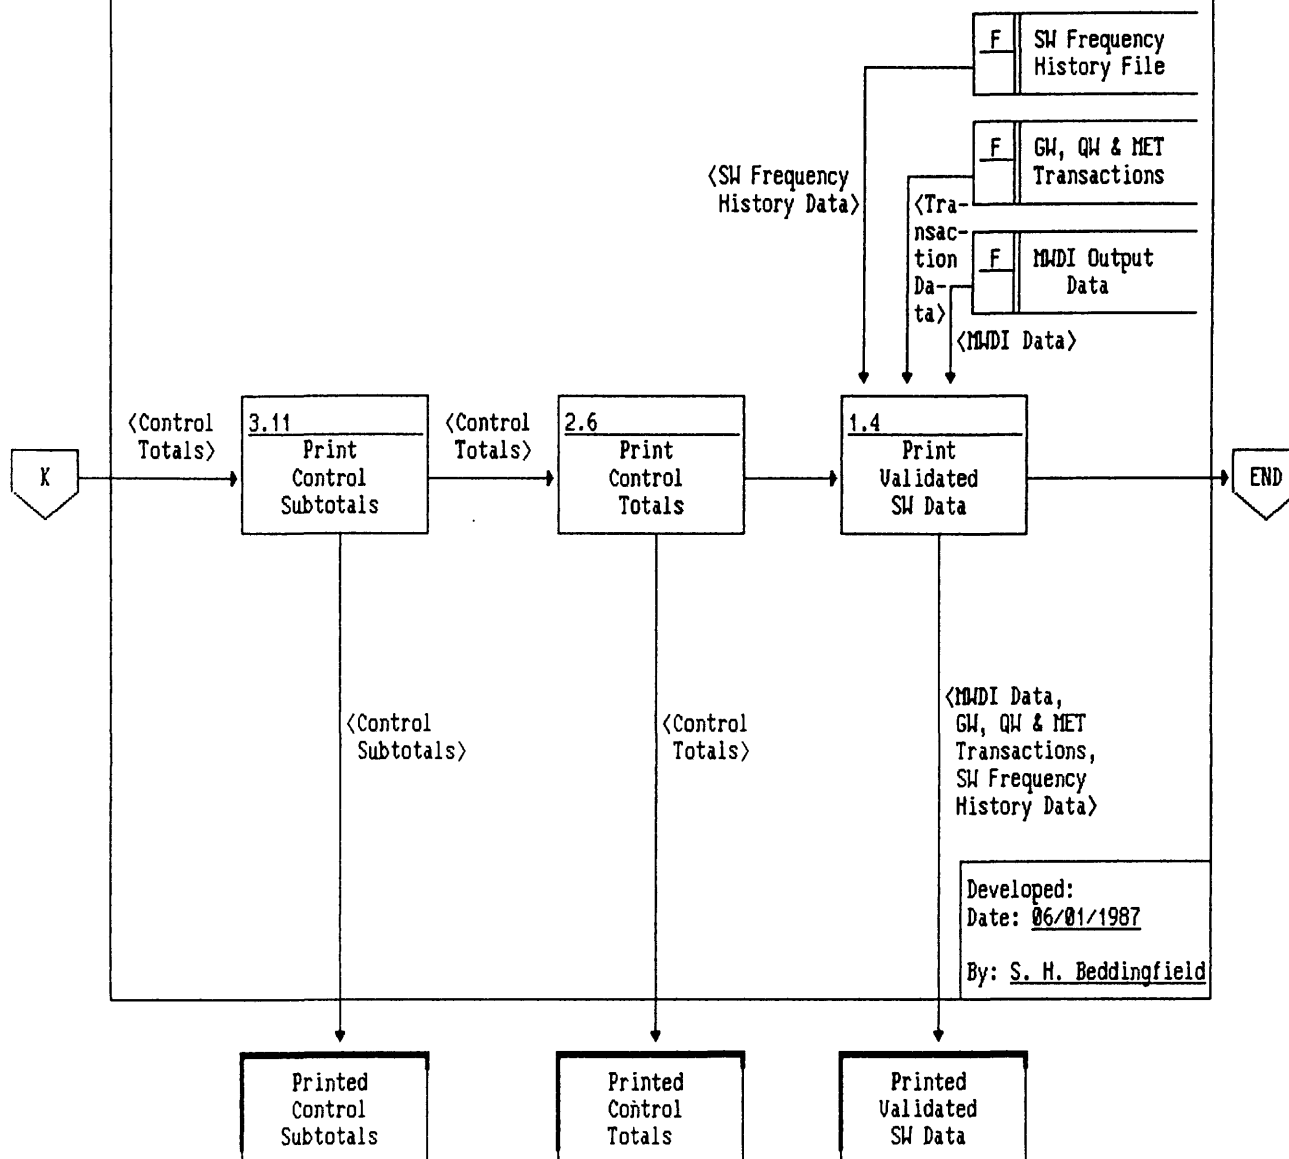 F
SW Frequency
History File
F
GW, QW & MET
Transactions
<SW Frequency
History Data>
<Tra-
nsac-
tion
Da-
ta>
F
MWDI Output
Data
<MWDI Data>
K
<Control
Totals>
3.11
Print
Control
Subtotals
<Control
Totals>
2.6
Print
Control
Totals
1.4
Print
Validated
SW Data
END
<Control
Subtotals>
<Control
Totals>
<MWDI Data,
GW, QW & MET
Transactions,
SW Frequency
History Data>
Developed:
Date: 06/01/1987
By: S. H. Beddingfield
Printed
Control
Subtotals
Printed
Control
Totals
Printed
Validated
SW Data